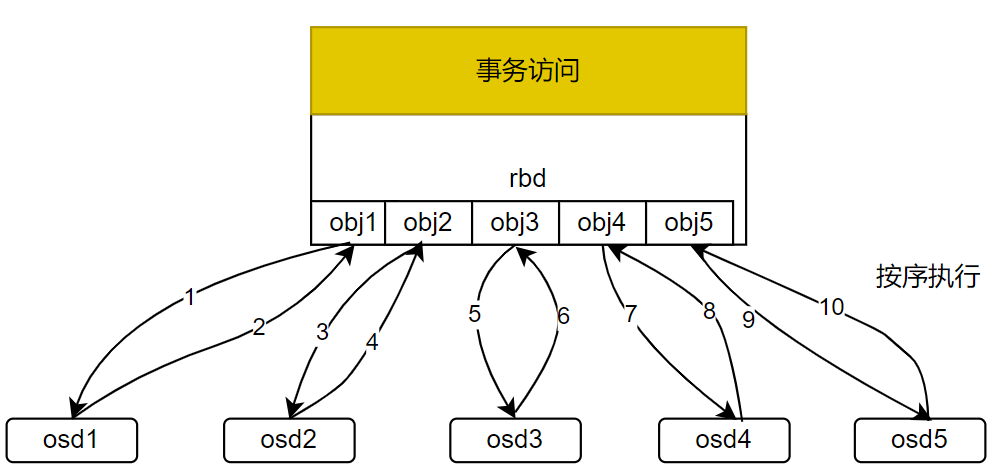 事务访问
rbd
obj1 obj2 obj3 obj4 obj5
按序执行
1
2
3
4
5
6
7
8
9
10
osd1 osd2 osd3 osd4 osd5